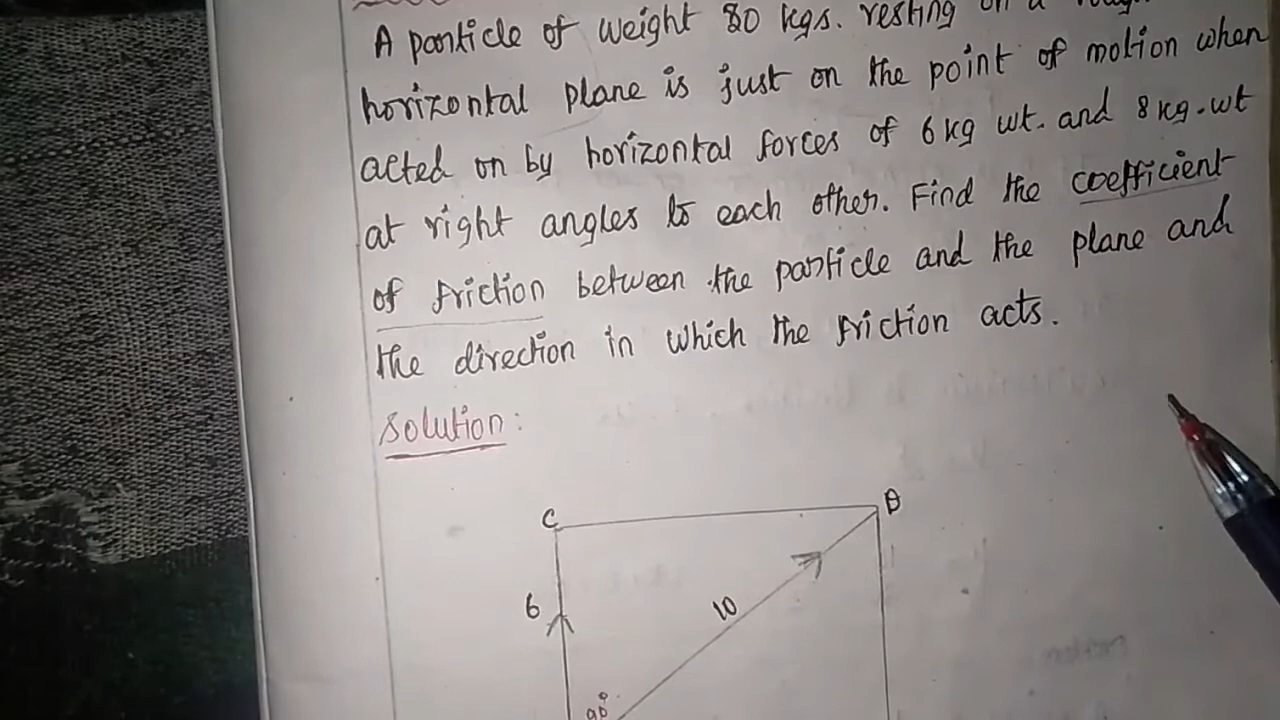 A particle of weight 80 kgs. resting on a
horizontal plane is just on the point of motion when
acted on by horizontal forces of 6 kg wt. and 8 kg.wt
at right angles to each other. Find the coefficient
of friction between the particle and the plane and
the direction in which the friction acts.
Solution:
C
B
6
10
90°